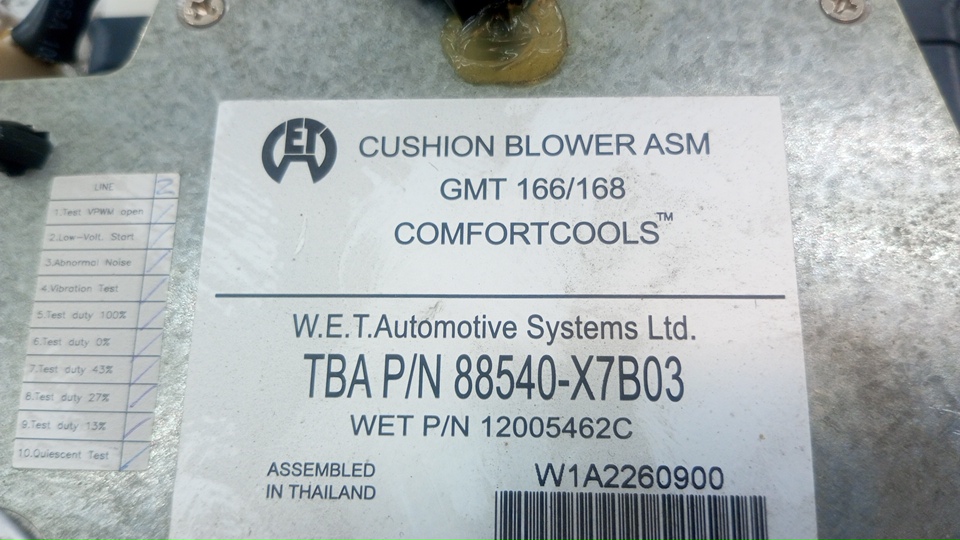 WET
CUSHION BLOWER ASM
GMT 166/168
COMFORTCOOLS™
W.E.T.Automotive Systems Ltd.
TBA P/N 88540-X7B03
WET P/N 12005462C
ASSEMBLED
IN THAILAND
W1A2260900
LINE 2
1.Test VPWM open
2.Low-Volt. Start
3.Abnormal Noise
4.Vibration Test
5.Test duty 100%
6.Test duty 0%
7.Test duty 43%
8.Test duty 27%
9.Test duty 13%
10.Quiescent Test